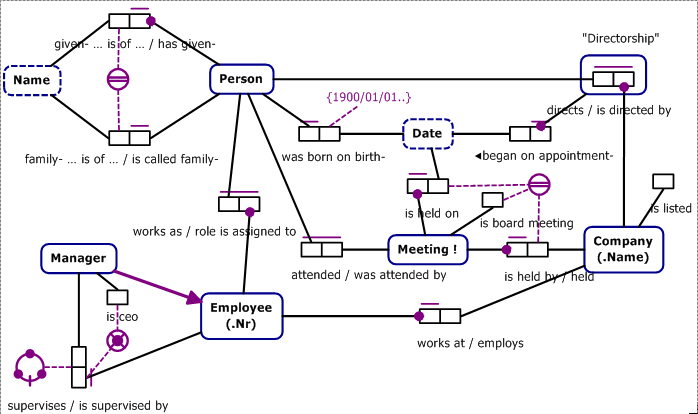 given- ... is of ... / has given-
"Directorship"
Name
Person
{1900/01/01..}
directs / is directed by
Date
family- ... is of ... / is called family-
was born on birth-
◄began on appointment-
is held on
is listed
is board meeting
works as / role is assigned to
Meeting !
Company
(.Name)
Manager
attended / was attended by
is held by / held
Employee
(.Nr)
is ceo
works at / employs
supervises / is supervised by